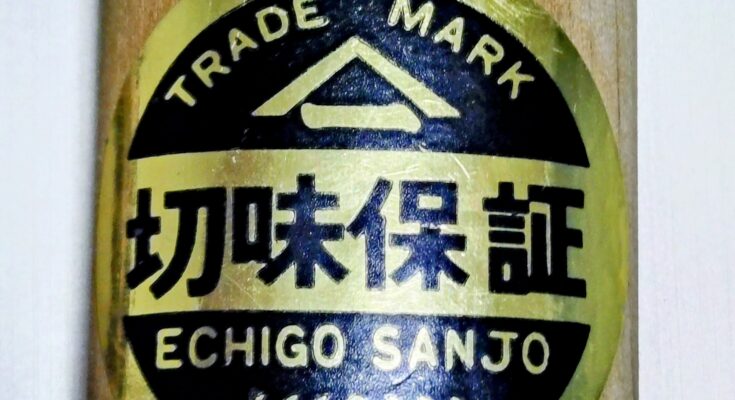 TRADE MARK
切味保証
ECHIGO SANJO